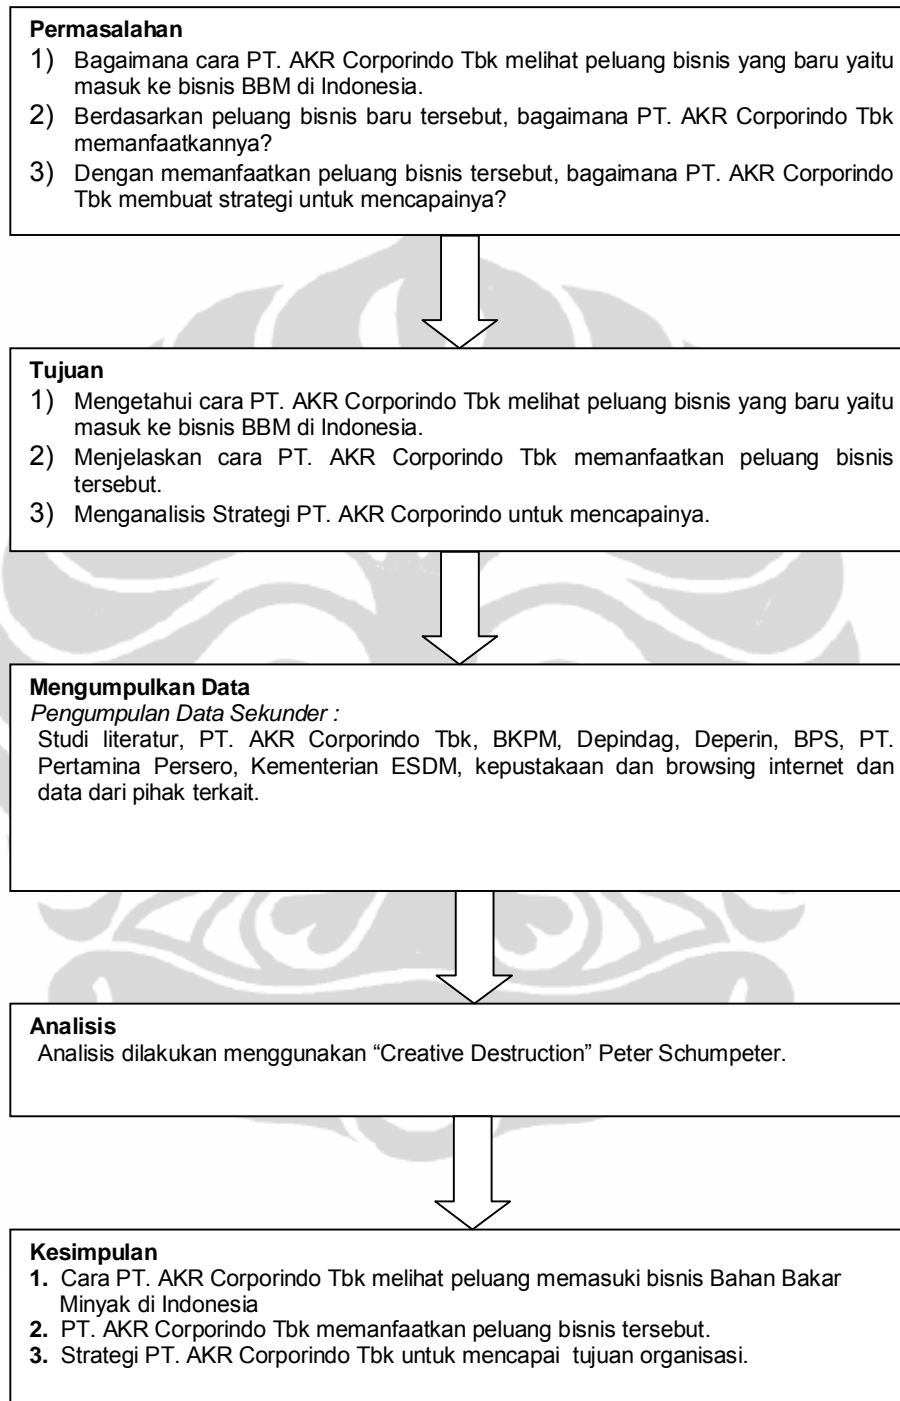 Permasalahan
1) Bagaimana cara PT. AKR Corporindo Tbk melihat peluang bisnis yang baru yaitu
masuk ke bisnis BBM di Indonesia.
2) Berdasarkan peluang bisnis baru tersebut, bagaimana PT. AKR Corporindo Tbk
memanfaatkannya?
3) Dengan memanfaatkan peluang bisnis tersebut, bagaimana PT. AKR Corporindo
Tbk membuat strategi untuk mencapainya?
Tujuan
1) Mengetahui cara PT. AKR Corporindo Tbk melihat peluang bisnis yang baru yaitu
masuk ke bisnis BBM di Indonesia.
2) Menjelaskan cara PT. AKR Corporindo Tbk memanfaatkan peluang bisnis
tersebut.
3) Menganalisis Strategi PT. AKR Corporindo untuk mencapainya.
Mengumpulkan Data
Pengumpulan Data Sekunder :
Studi literatur, PT. AKR Corporindo Tbk, BKPM, Depindag, Deperin, BPS, PT.
Pertamina Persero, Kementerian ESDM, kepustakaan dan browsing internet dan
data dari pihak terkait.
Analisis
Analisis dilakukan menggunakan “Creative Destruction” Peter Schumpeter.
Kesimpulan
1. Cara PT. AKR Corporindo Tbk melihat peluang memasuki bisnis Bahan Bakar
Minyak di Indonesia
2. PT. AKR Corporindo Tbk memanfaatkan peluang bisnis tersebut.
3. Strategi PT. AKR Corporindo Tbk untuk mencapai tujuan organisasi.